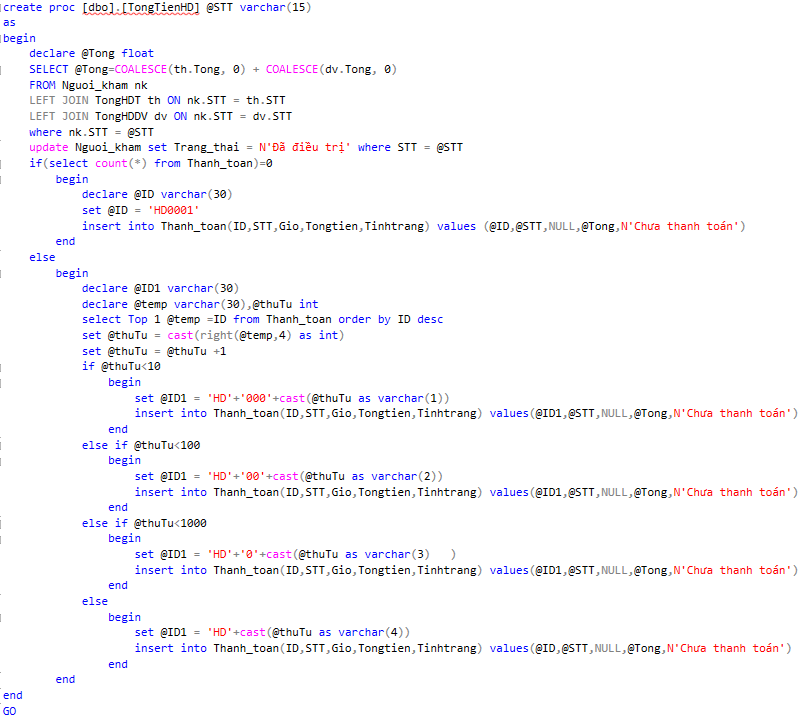 create proc [dbo].[TongTienHD] @STT varchar(15)
as
begin
declare @Tong float
SELECT @Tong=COALESCE(th.Tong, 0) + COALESCE(dv.Tong, 0)
FROM Nguoi_kham nk
LEFT JOIN TongHDT th ON nk.STT = th.STT
LEFT JOIN TongHDDV dv ON nk.STT = dv.STT
where nk.STT = @STT
update Nguoi_kham set Trang_thai = N'Đã điều trị' where STT = @STT
if(select count(*) from Thanh_toan)=0
begin
declare @ID varchar(30)
set @ID = 'HD0001'
insert into Thanh_toan(ID,STT,Gio,Tongtien,Tinhtrang) values (@ID,@STT,NULL,@Tong,N'Chưa thanh toán')
end
else
begin
declare @ID1 varchar(30)
declare @temp varchar(30),@thuTu int
select Top 1 @temp =ID from Thanh_toan order by ID desc
set @thuTu = cast(right(@temp,4) as int)
set @thuTu = @thuTu +1
if @thuTu<10
begin
set @ID1 = 'HD'+'000'+cast(@thuTu as varchar(1))
insert into Thanh_toan(ID,STT,Gio,Tongtien,Tinhtrang) values(@ID1,@STT,NULL,@Tong,N'Chưa thanh toán')
end
else if @thuTu<100
begin
set @ID1 = 'HD'+'00'+cast(@thuTu as varchar(2))
insert into Thanh_toan(ID,STT,Gio,Tongtien,Tinhtrang) values(@ID1,@STT,NULL,@Tong,N'Chưa thanh toán')
end
else if @thuTu<1000
begin
set @ID1 = 'HD'+'0'+cast(@thuTu as varchar(3)   )
insert into Thanh_toan(ID,STT,Gio,Tongtien,Tinhtrang) values(@ID1,@STT,NULL,@Tong,N'Chưa thanh toán')
end
else
begin
set @ID1 = 'HD'+cast(@thuTu as varchar(4))
insert into Thanh_toan(ID,STT,Gio,Tongtien,Tinhtrang) values(@ID,@STT,NULL,@Tong,N'Chưa thanh toán')
end
end
end
GO